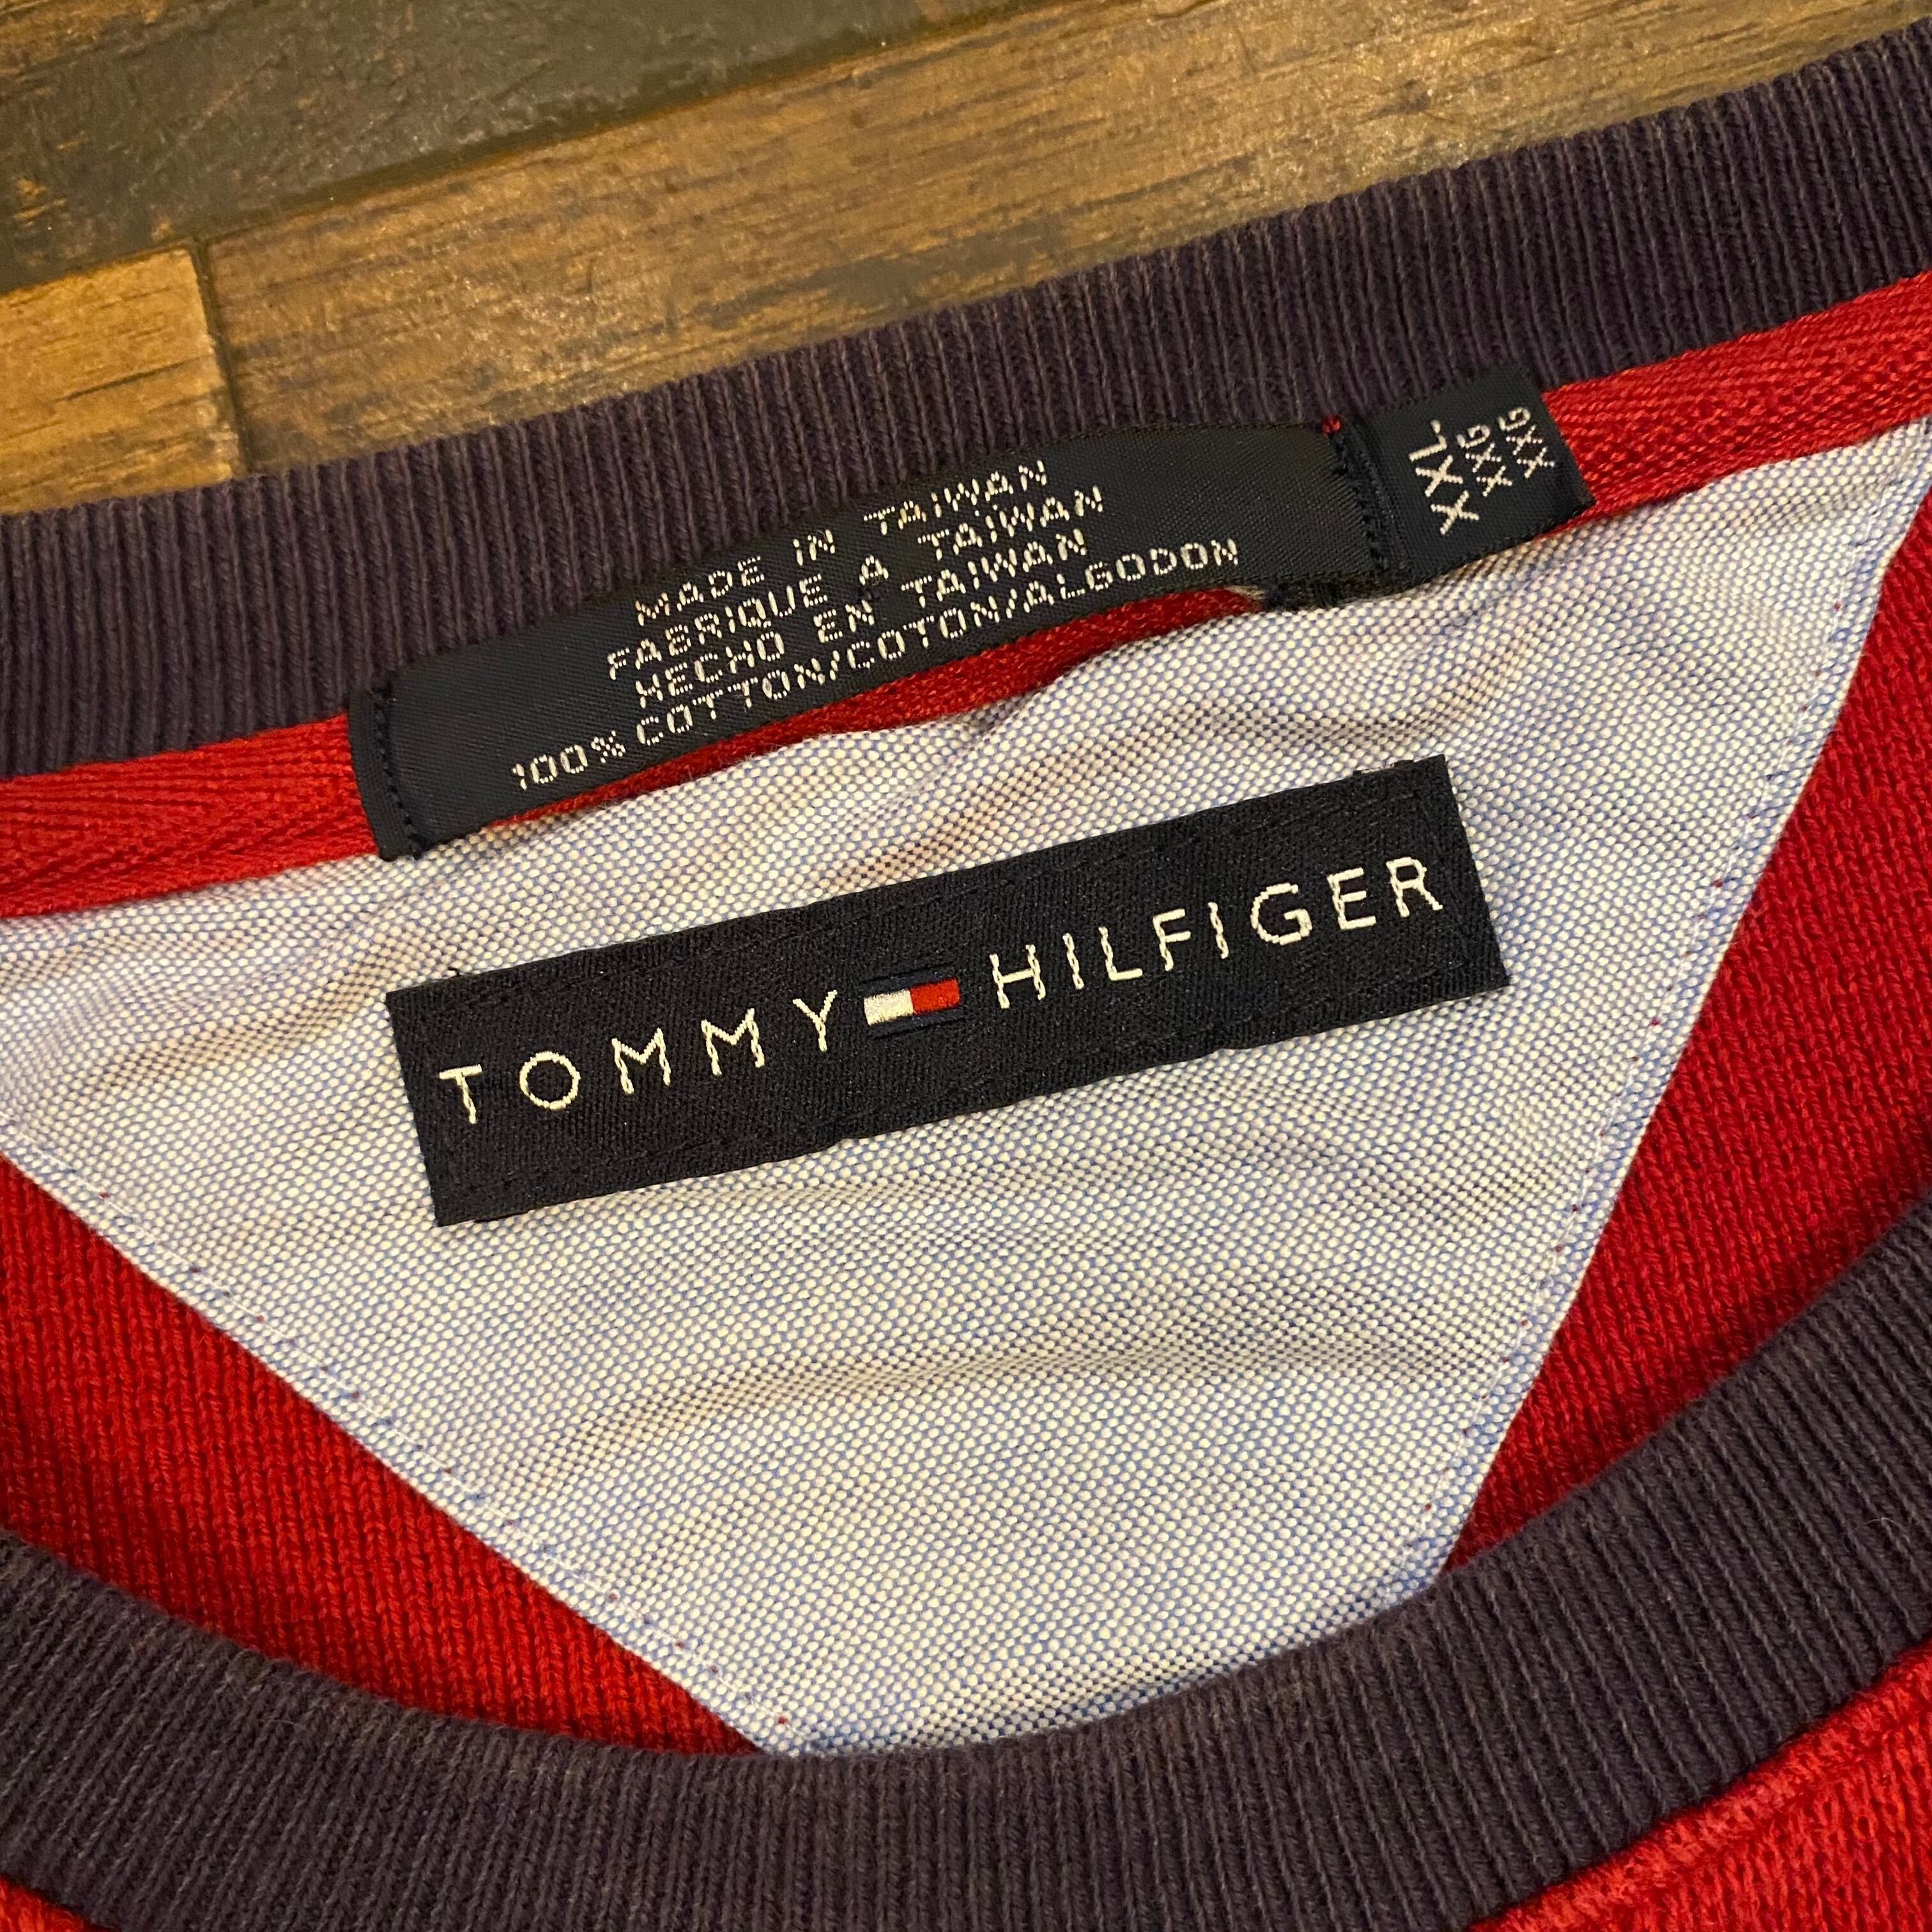 MADE IN TAIWAN
FABRIQUE A TAIWAN
HECHO EN TAIWAN
100% COTTON/COTON/ALGODON
XXL
XXG
XXG
TOMMY HILFIGER